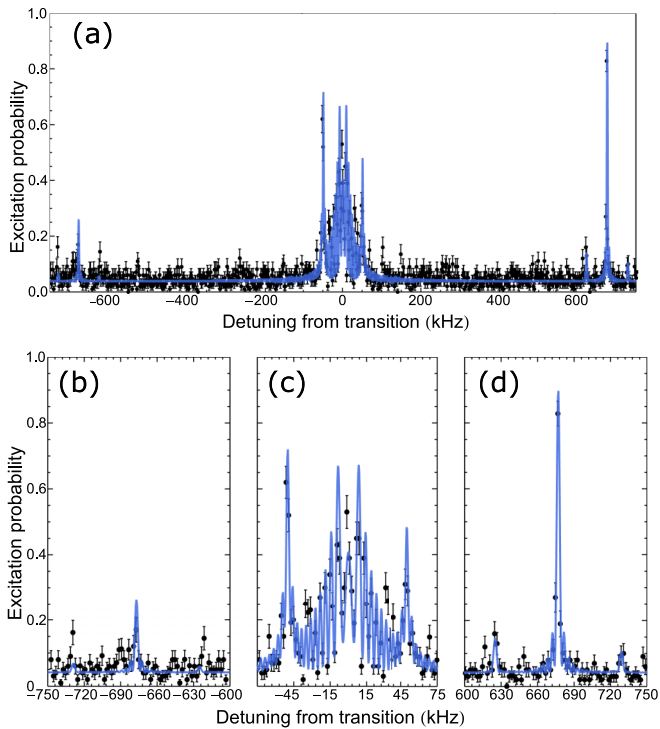 (a)
Excitation probability
1.0
0.8
0.6
0.4
0.2
0.0
−600 −400 −200 0 200 400 600
Detuning from transition (kHz)
(b) (c) (d)
Excitation probability
1.0
0.8
0.6
0.4
0.2
0
−750 −720 −690 −660 −630 −600
−45 −15 15 45 75
600 630 660 690 720 750
Detuning from transition (kHz)